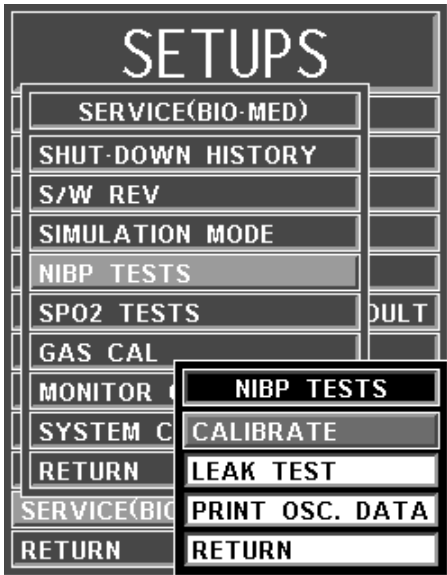 SETUPS
SERVICE(BIO-MED)
SHUT-DOWN HISTORY
S/W REV
SIMULATION MODE
NIBP TESTS
SPO2 TESTS
DULT
GAS CAL
MONITOR
NIBP TESTS
SYSTEM C
CALIBRATE
RETURN
LEAK TEST
SERVICE(BIO
PRINT OSC. DATA
RETURN
RETURN